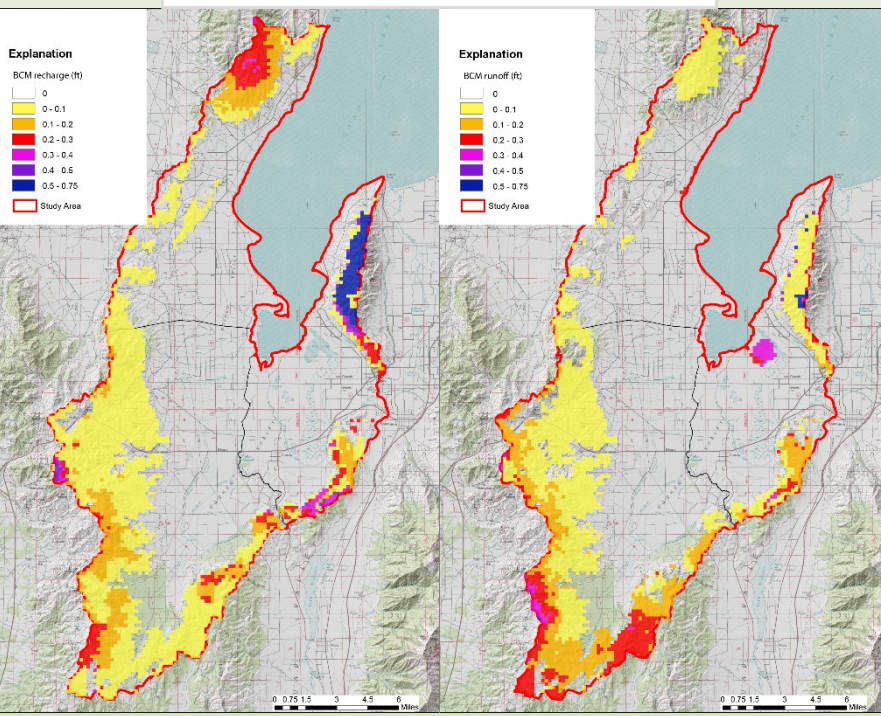 Explanation
BCM recharge (ft)
0
0 - 0.1
0.1 - 0.2
0.2 - 0.3
0.3 - 0.4
0.4 - 0.5
0.5 - 0.75
Study Area
0 0.75 1.5 3 4.5 6
Miles
Explanation
BCM runoff (ft)
0
0 - 0.1
0.1 - 0.2
0.2 - 0.3
0.3 - 0.4
0.4 - 0.5
0.5 - 0.75
Study Area
0 0.75 1.5 3 4.5 6
Miles